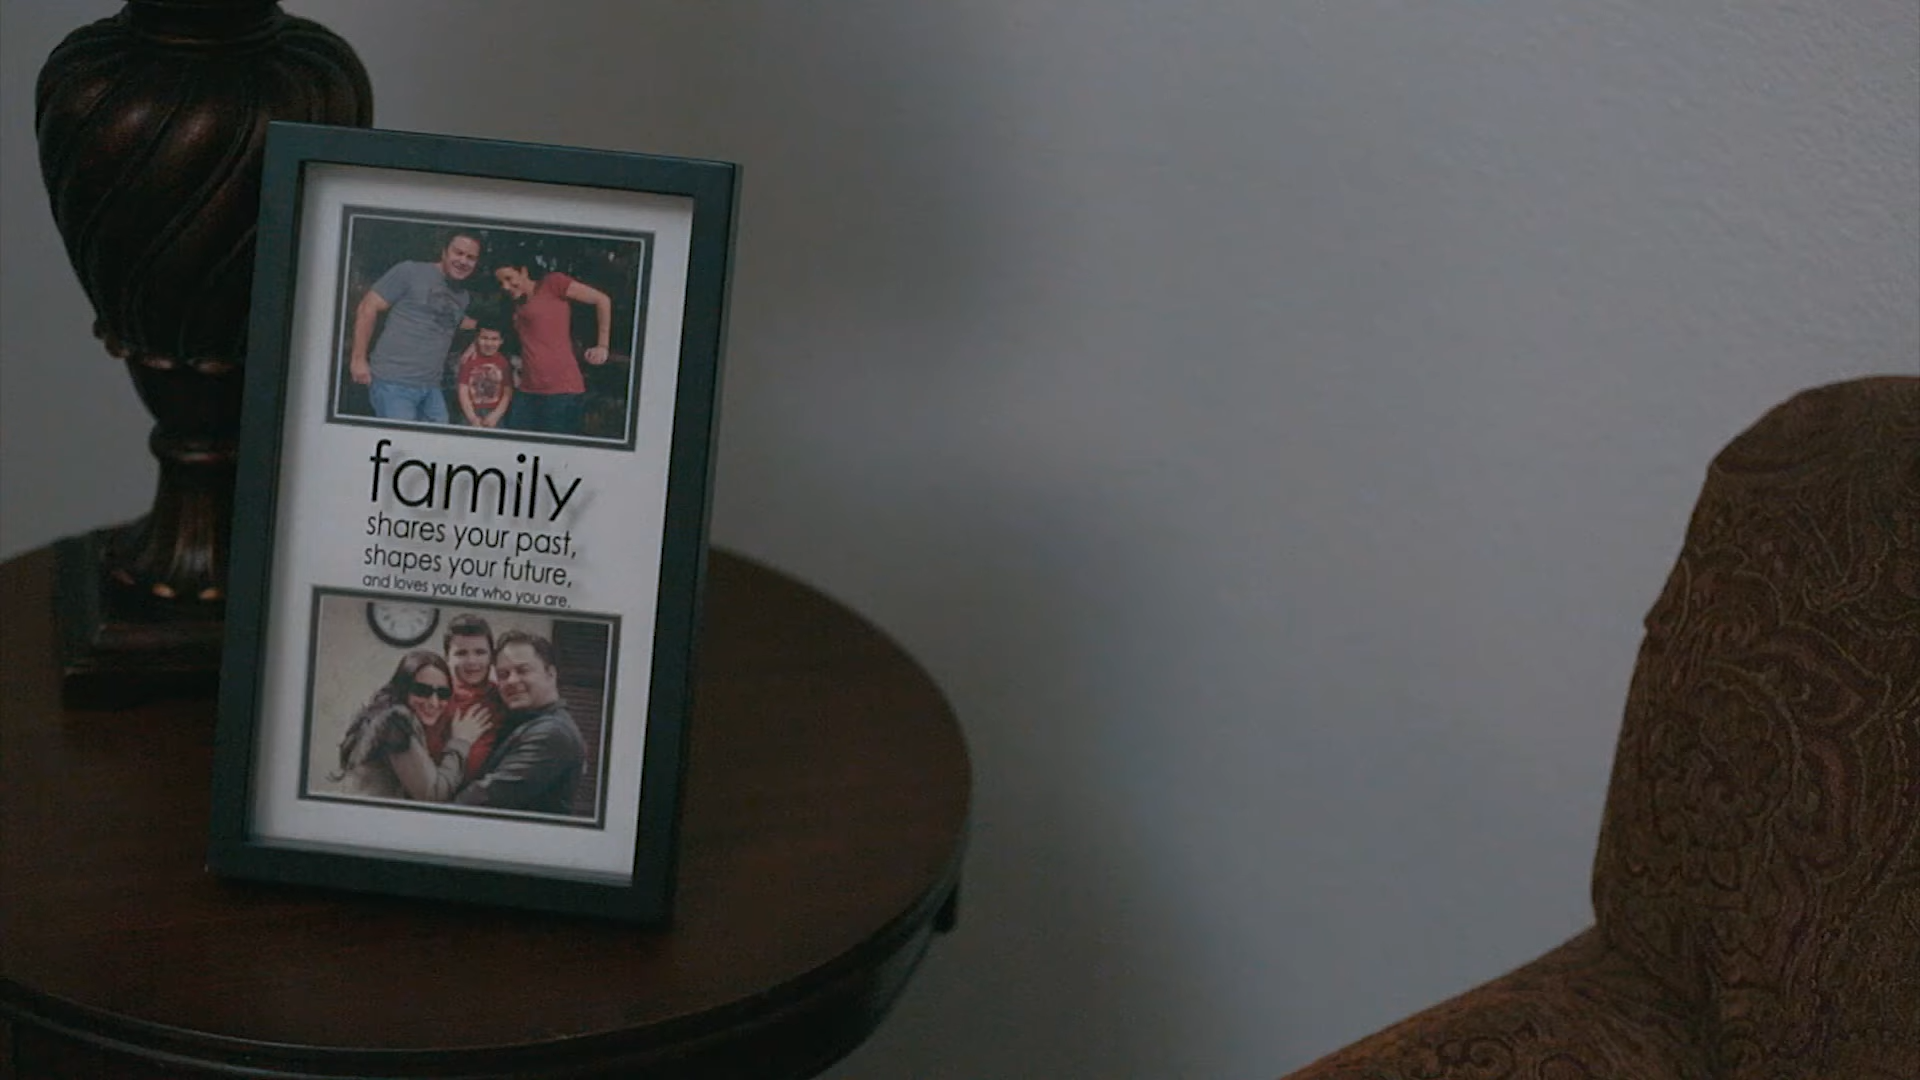 family
shares your past,
shapes your future,
and loves you for who you are.